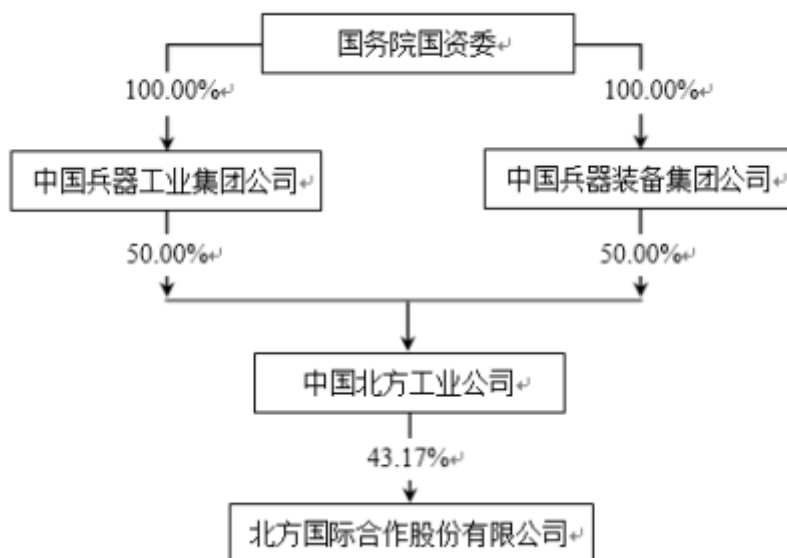 国务院国资委↵
100.00%↵
100.00%↵
中国兵器工业集团公司↵
中国兵器装备集团公司↵
50.00%↵
50.00%↵
中国北方工业公司↵
43.17%↵
北方国际合作股份有限公司↵